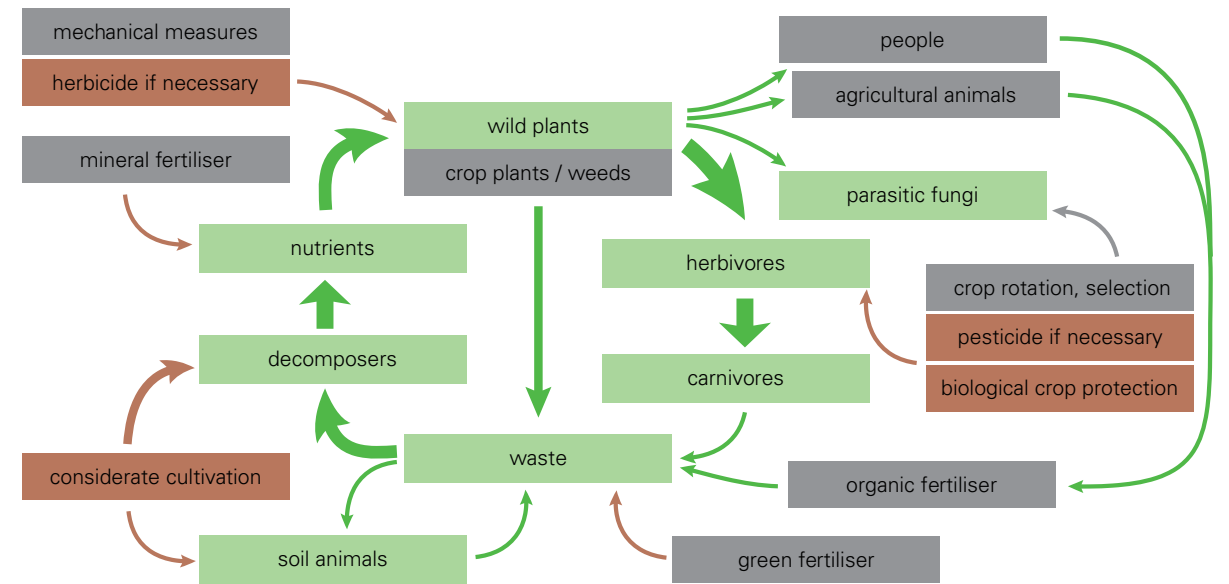 mechanical measures
herbicide if necessary
mineral fertiliser
wild plants
crop plants / weeds
people
agricultural animals
parasitic fungi
nutrients
herbivores
crop rotation, selection
pesticide if necessary
biological crop protection
decomposers
carnivores
considerate cultivation
waste
organic fertiliser
soil animals
green fertiliser